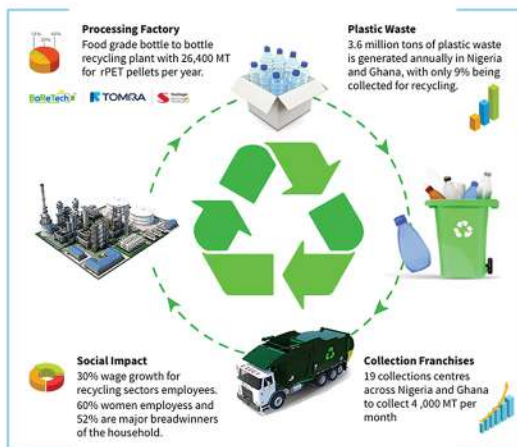 Processing Factory
Food grade bottle to bottle
recycling plant with 26,400 MT
for rPET pellets per year.
BoReTech
TOMRA
Plastic Waste
3.6 million tons of plastic waste
is generated annually in Nigeria
and Ghana, with only 9% being
collected for recycling.
Social Impact
30% wage growth for
recycling sectors employees.
60% women employess and
52% are major breadwinners
of the household.
Collection Franchises
19 collections centres
across Nigeria and Ghana
to collect 4 ,000 MT per
month